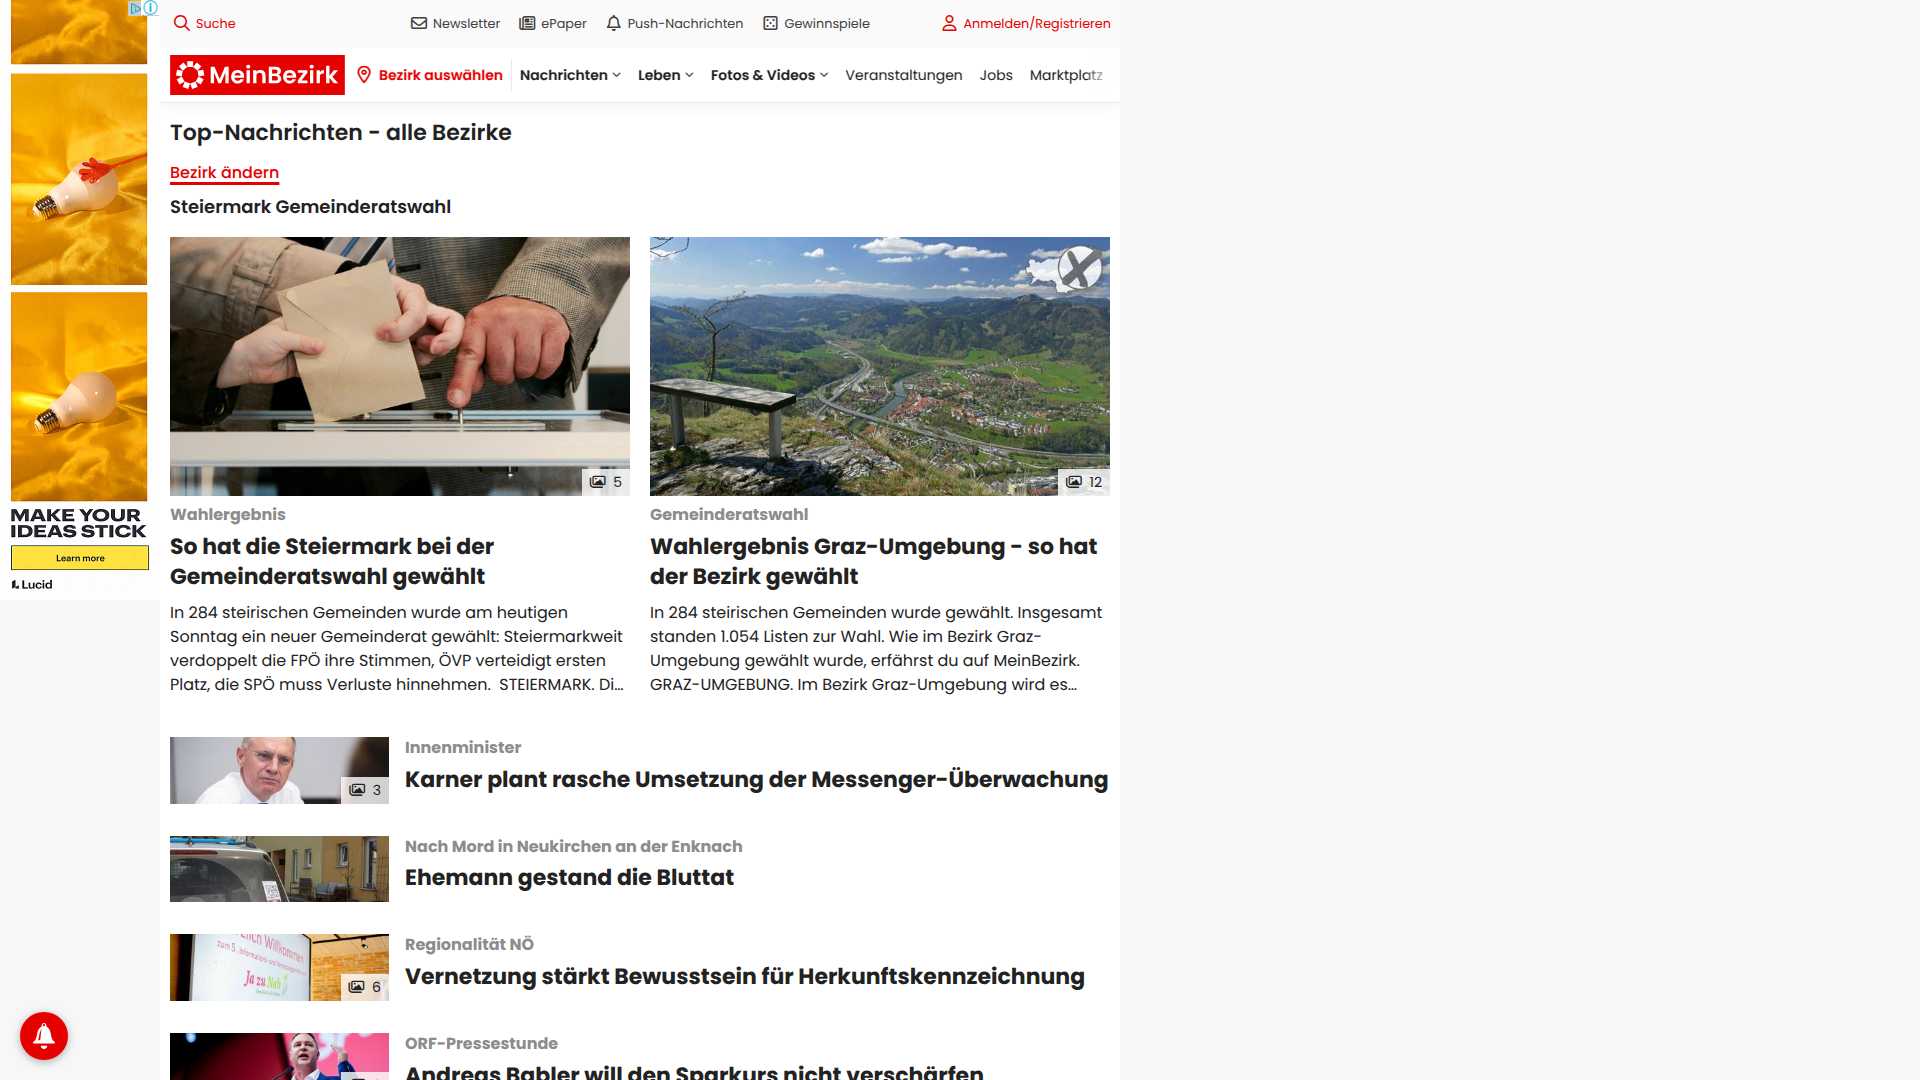 Suche
Newsletter
ePaper
Push-Nachrichten
Gewinnspiele
Anmelden/Registrieren
MeinBezirk
Bezirk auswählen
Nachrichten
Leben
Fotos & Videos
Veranstaltungen
Jobs
Marktplatz
Top-Nachrichten - alle Bezirke
Bezirk ändern
Steiermark Gemeinderatswahl
5
Wahlergebnis
So hat die Steiermark bei der
Gemeinderatswahl gewählt
In 284 steirischen Gemeinden wurde am heutigen
Sonntag ein neuer Gemeinderat gewählt: Steiermarkweit
verdoppelt die FPÖ ihre Stimmen, ÖVP verteidigt ersten
Platz, die SPÖ muss Verluste hinnehmen. STEIERMARK. Di...
12
Gemeinderatswahl
Wahlergebnis Graz-Umgebung - so hat
der Bezirk gewählt
In 284 steirischen Gemeinden wurde gewählt. Insgesamt
standen 1.054 Listen zur Wahl. Wie im Bezirk Graz-
Umgebung gewählt wurde, erfährst du auf MeinBezirk.
GRAZ-UMGEBUNG. Im Bezirk Graz-Umgebung wird es...
MAKE YOUR
IDEAS STICK
Learn more
Lucid
3
Innenminister
Karner plant rasche Umsetzung der Messenger-Überwachung
Nach Mord in Neukirchen an der Enknach
Ehemann gestand die Bluttat
Ja zu Nah
6
Regionalität NÖ
Vernetzung stärkt Bewusstsein für Herkunftskennzeichnung
ORF-Pressestunde
Andreas Babler will den Sparkurs nicht verschärfen